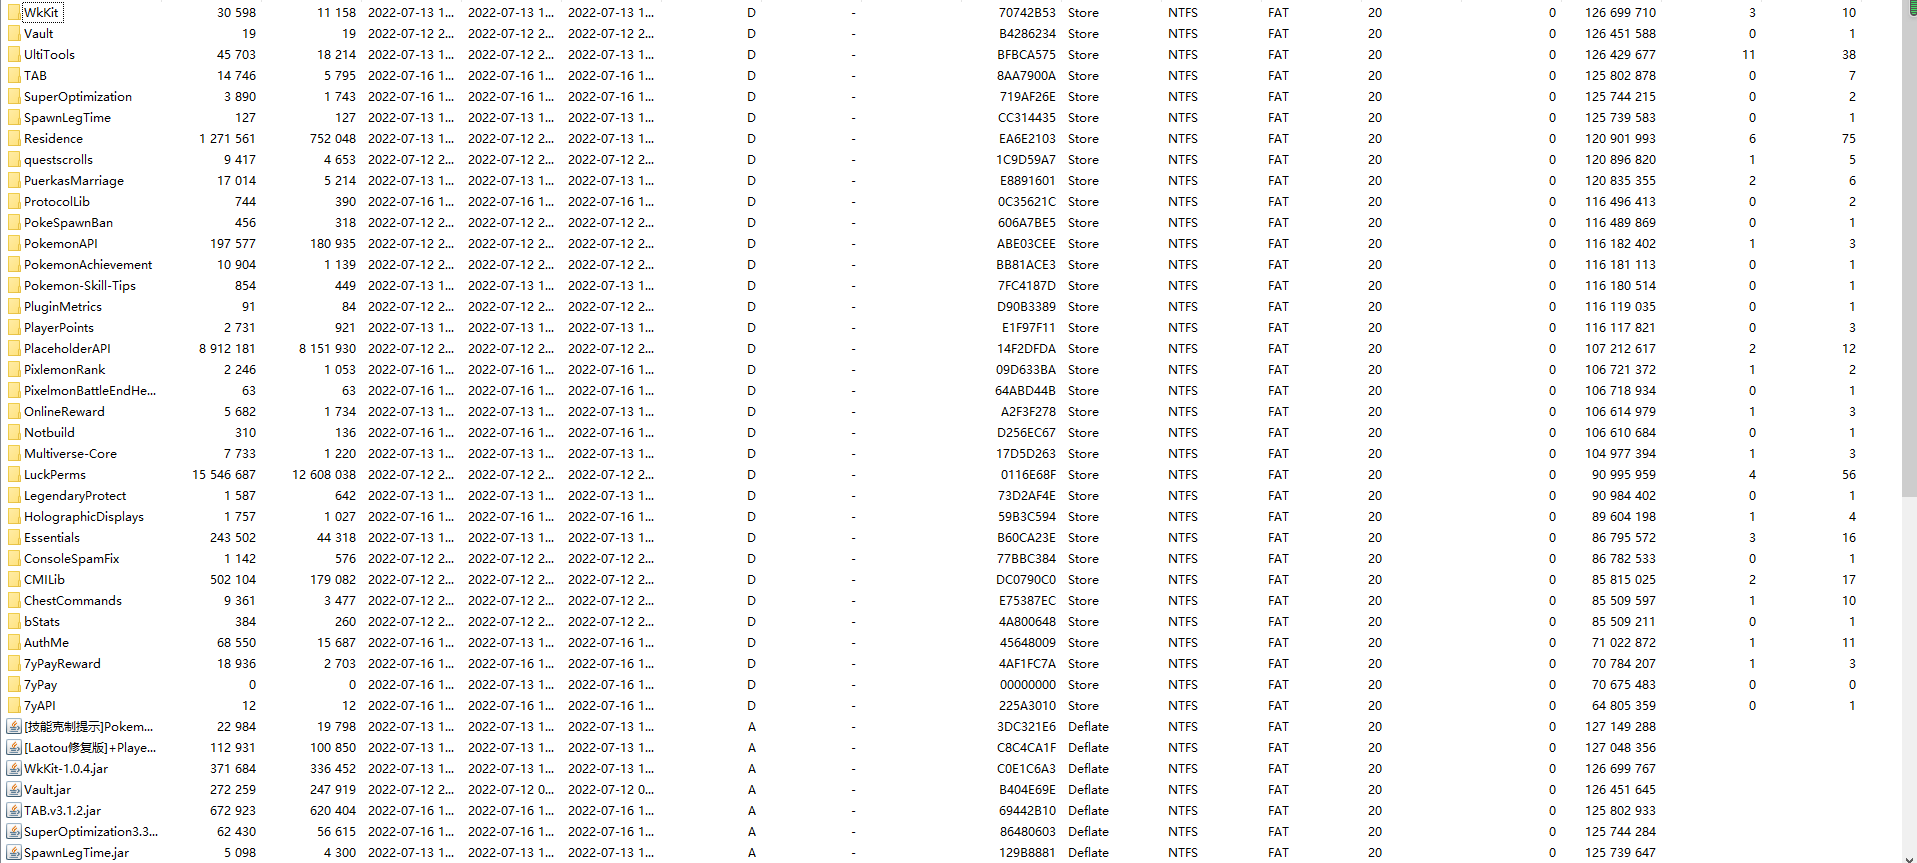 WkKit 30 598 11 158 2022-07-13 1... 2022-07-13 1... 2022-07-13 1... D - 70742B53 Store NTFS FAT 20 0 126 699 710 3 10
Vault 19 19 2022-07-12 2... 2022-07-12 2... 2022-07-12 2... D - B4286234 Store NTFS FAT 20 0 126 451 588 0 1
UltiTools 45 703 18 214 2022-07-13 1... 2022-07-12 2... 2022-07-13 1... D - BFBCA575 Store NTFS FAT 20 0 126 429 677 11 38
TAB 14 746 5 795 2022-07-16 1... 2022-07-16 1... 2022-07-16 1... D - 8AA7900A Store NTFS FAT 20 0 125 802 878 0 7
SuperOptimization 3 890 1 743 2022-07-16 1... 2022-07-16 1... 2022-07-16 1... D - 719AF26E Store NTFS FAT 20 0 125 744 215 0 2
SpawnLegTime 127 127 2022-07-13 1... 2022-07-13 1... 2022-07-13 1... D - CC314435 Store NTFS FAT 20 0 125 739 583 0 1
Residence 1 271 561 752 048 2022-07-13 1... 2022-07-12 2... 2022-07-13 1... D - EA6E2103 Store NTFS FAT 20 0 120 901 993 6 75
questscrolls 9 417 4 653 2022-07-12 2... 2022-07-12 2... 2022-07-12 2... D - 1C9D59A7 Store NTFS FAT 20 0 120 896 820 1 5
PuerkasMarriage 17 014 5 214 2022-07-13 1... 2022-07-13 1... 2022-07-13 1... D - E8891601 Store NTFS FAT 20 0 120 835 355 2 6
ProtocolLib 744 390 2022-07-13 1... 2022-07-12 2... 2022-07-13 1... D - 0C35621C Store NTFS FAT 20 0 116 496 413 0 2
PokeSpawnBan 456 318 2022-07-12 2... 2022-07-12 2... 2022-07-12 2... D - 606A7BE5 Store NTFS FAT 20 0 116 489 869 0 1
PokemonAPI 197 577 180 935 2022-07-12 2... 2022-07-12 2... 2022-07-12 2... D - ABE03CEE Store NTFS FAT 20 0 116 182 402 1 3
PokemonAchievement 10 904 1 139 2022-07-12 2... 2022-07-12 2... 2022-07-12 2... D - BB81ACE3 Store NTFS FAT 20 0 116 181 113 0 1
Pokemon-Skill-Tips 854 449 2022-07-13 1... 2022-07-13 1... 2022-07-13 1... D - 7FC4187D Store NTFS FAT 20 0 116 180 514 0 1
PluginMetrics 91 84 2022-07-12 2... 2022-07-12 2... 2022-07-12 2... D - D90B3389 Store NTFS FAT 20 0 116 119 035 0 1
PlayerPoints 2 731 921 2022-07-13 1... 2022-07-13 1... 2022-07-13 1... D - E1F97F11 Store NTFS FAT 20 0 116 117 821 0 3
PlaceholderAPI 8 912 181 8 151 930 2022-07-12 2... 2022-07-12 2... 2022-07-12 2... D - 14F2DFDA Store NTFS FAT 20 0 107 212 617 2 12
PixlemonRank 2 246 1 053 2022-07-16 1... 2022-07-16 1... 2022-07-16 1... D - 09D633BA Store NTFS FAT 20 0 106 721 372 1 2
PixelmonBattleEndHe... 63 63 2022-07-13 1... 2022-07-13 1... 2022-07-13 1... D - 64ABD44B Store NTFS FAT 20 0 106 718 934 0 1
OnlineReward 5 682 1 734 2022-07-16 1... 2022-07-13 1... 2022-07-16 1... D - A2F3F278 Store NTFS FAT 20 0 106 614 979 1 3
Notbuild 310 136 2022-07-16 1... 2022-07-16 1... 2022-07-16 1... D - D256EC67 Store NTFS FAT 20 0 106 610 684 0 1
Multiverse-Core 7 733 1 220 2022-07-13 1... 2022-07-12 2... 2022-07-13 1... D - 17D5D263 Store NTFS FAT 20 0 104 977 394 1 3
LuckPerms 15 546 687 12 608 038 2022-07-12 2... 2022-07-12 2... 2022-07-12 2... D - 0116E68F Store NTFS FAT 20 0 90 995 959 4 56
LegendaryProtect 1 587 642 2022-07-13 1... 2022-07-13 1... 2022-07-13 1... D - 73D2AF4E Store NTFS FAT 20 0 90 984 402 0 1
HolographicDisplays 1 757 1 027 2022-07-16 1... 2022-07-16 1... 2022-07-16 1... D - 59B3C594 Store NTFS FAT 20 0 89 604 198 1 4
Essentials 243 502 44 318 2022-07-16 1... 2022-07-13 1... 2022-07-16 1... D - B60CA23E Store NTFS FAT 20 0 86 795 572 3 16
ConsoleSpamFix 1 142 576 2022-07-12 2... 2022-07-12 2... 2022-07-12 2... D - 77BBC384 Store NTFS FAT 20 0 86 782 533 0 1
CMILib 502 104 179 082 2022-07-12 2... 2022-07-12 2... 2022-07-12 2... D - DC0790C0 Store NTFS FAT 20 0 85 815 025 2 17
ChestCommands 9 361 3 477 2022-07-12 2... 2022-07-12 2... 2022-07-12 2... D - E75387EC Store NTFS FAT 20 0 85 509 597 1 10
bStats 384 260 2022-07-12 2... 2022-07-12 2... 2022-07-12 2... D - 4A800648 Store NTFS FAT 20 0 85 509 211 0 1
AuthMe 68 550 15 687 2022-07-16 1... 2022-07-12 2... 2022-07-16 1... D - 45648009 Store NTFS FAT 20 0 71 022 872 1 11
7yPayReward 18 936 2 703 2022-07-16 1... 2022-07-13 1... 2022-07-16 1... D - 4AF1FC7A Store NTFS FAT 20 0 70 784 207 1 3
7yPay 0 0 2022-07-16 1... 2022-07-13 1... 2022-07-16 1... D - 00000000 Store NTFS FAT 20 0 70 675 483 0 0
7yAPI 12 12 2022-07-16 1... 2022-07-16 1... 2022-07-16 1... D - 225A3010 Store NTFS FAT 20 0 64 805 359 0 1
[技能克制提示]Pokem... 22 984 19 798 2022-07-13 1... 2022-07-13 1... 2022-07-13 1... A - 3DC321E6 Deflate NTFS FAT 20 0 127 149 288
[Laotou修复版]+Playe... 112 931 100 850 2022-07-13 1... 2022-07-13 1... 2022-07-13 1... A - C8C4CA1F Deflate NTFS FAT 20 0 127 048 356
WkKit-1.0.4.jar 371 684 336 452 2022-07-13 1... 2022-07-13 1... 2022-07-13 1... A - C0E1C6A3 Deflate NTFS FAT 20 0 126 699 767
Vault.jar 272 259 247 919 2022-07-12 2... 2022-07-12 0... 2022-07-12 0... A - B404E69E Deflate NTFS FAT 20 0 126 451 645
TAB.v3.1.2.jar 672 923 620 404 2022-07-16 1... 2022-07-16 1... 2022-07-16 1... A - 69442B10 Deflate NTFS FAT 20 0 125 802 933
SuperOptimization3.3... 62 430 56 615 2022-07-16 1... 2022-07-16 1... 2022-07-16 1... A - 86480603 Deflate NTFS FAT 20 0 125 744 284
SpawnLegTime.jar 5 098 4 300 2022-07-13 1... 2022-07-13 1... 2022-07-13 1... A - 129B8881 Deflate NTFS FAT 20 0 125 739 647